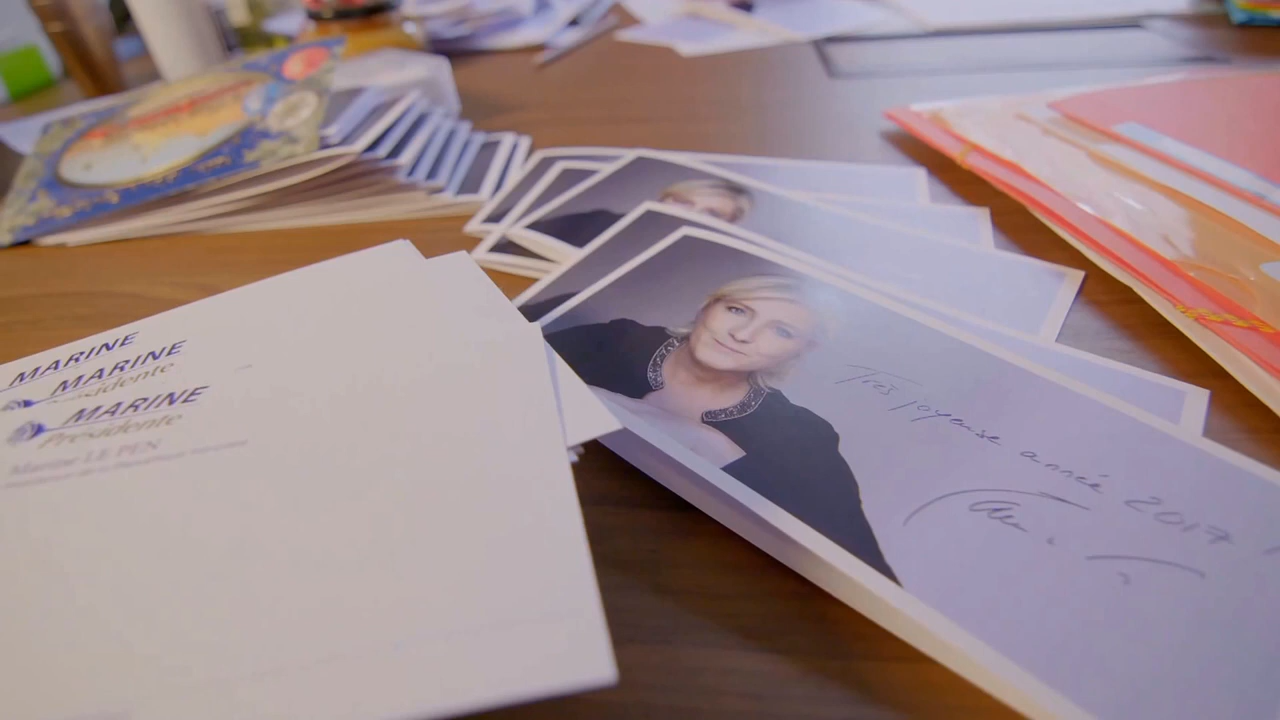 MARINE
MARINE
Présidente
MARINE
Présidente
Marine LE PEN
Très joyeuse année 2017